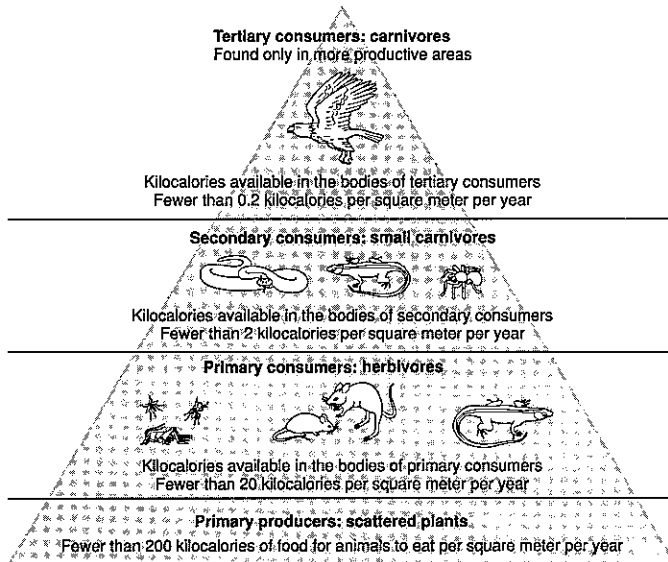 Tertiary consumers: carnivores
Found only in more productive areas
Kilocalories available in the bodies of tertiary consumers
Fewer than 0.2 kilocalories per square meter per year
Secondary consumers: small carnivores
Kilocalories available in the bodies of secondary consumers
Fewer than 2 kilocalories per square meter per year
Primary consumers: herbivores
Kilocalories available in the bodies of primary consumers
Fewer than 20 kilocalories per square meter per year
Primary producers: scattered plants
Fewer than 200 kilocalories of food for animals to eat per square meter per year